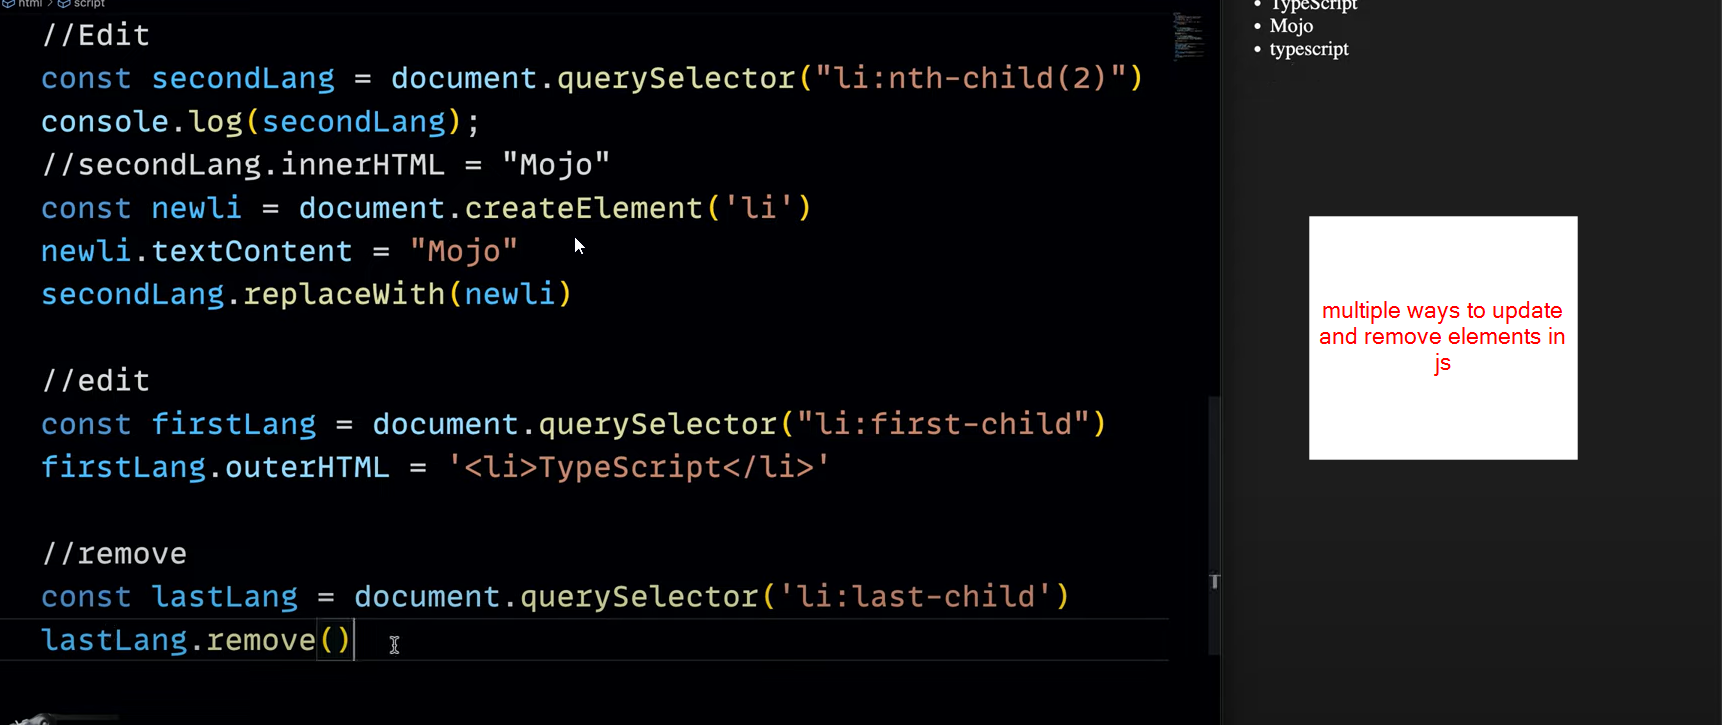 html > script
//Edit
const secondLang = document.querySelector("li:nth-child(2)")
console.log(secondLang);
//secondLang.innerHTML = "Mojo"
const newli = document.createElement('li')
newli.textContent = "Mojo"
secondLang.replaceWith(newli)
//edit
const firstLang = document.querySelector("li:first-child")
firstLang.outerHTML = '<li>TypeScript</li>'
//remove
const lastLang = document.querySelector('li:last-child')
lastLang.remove()
• TypeScript
• Mojo
• typescript
multiple ways to update
and remove elements in
js
T